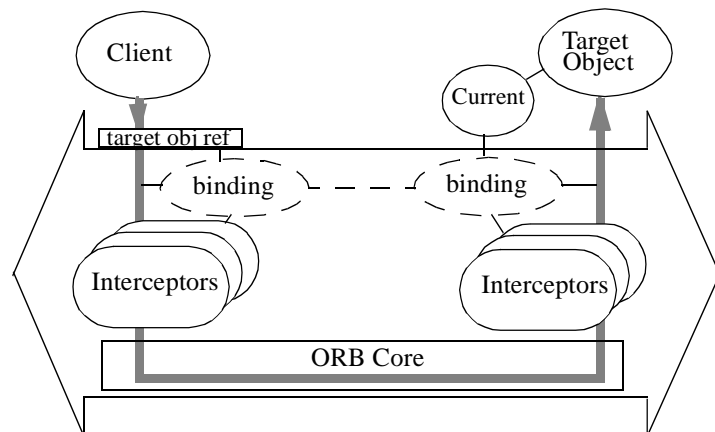 Client
Target
Object
Current
target obj ref
binding
binding
Interceptors
Interceptors
ORB Core